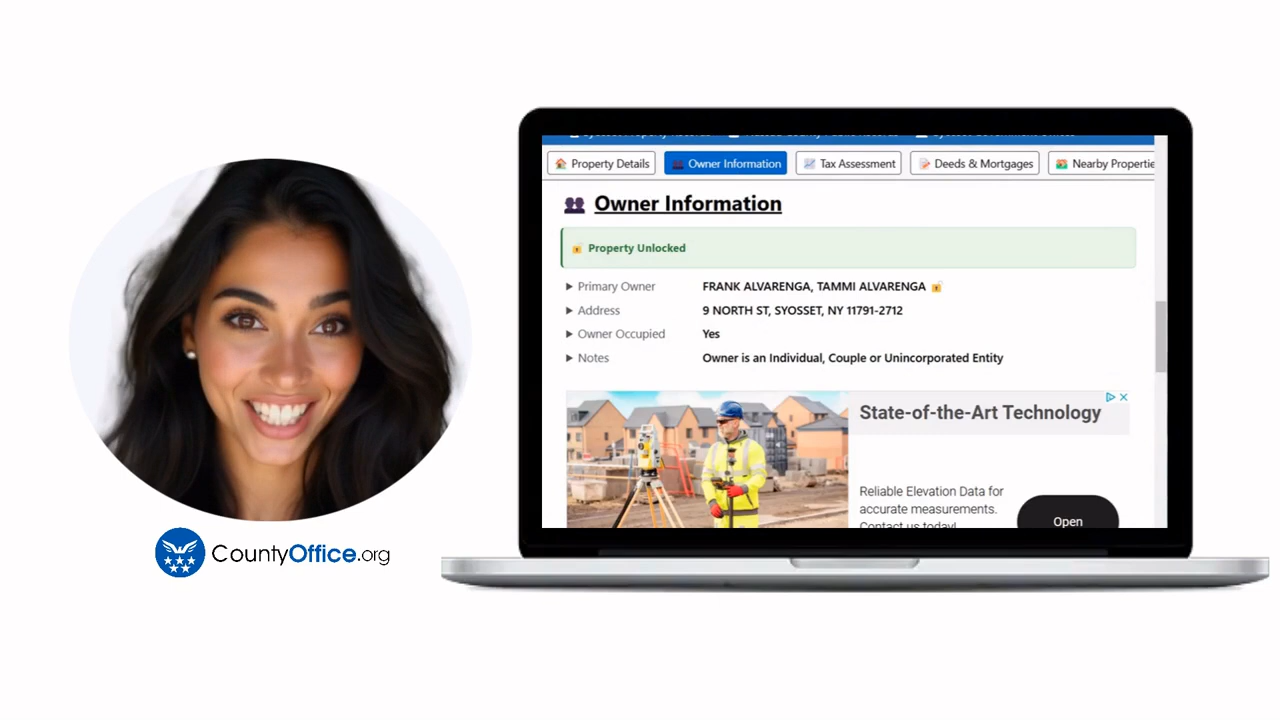 Property Details
Owner Information
Tax Assessment
Deeds & Mortgages
Nearby Propertie
Owner Information
Property Unlocked
Primary Owner FRANK ALVARENGA, TAMMI ALVARENGA
Address 9 NORTH ST, SYOSSET, NY 11791-2712
Owner Occupied Yes
Notes Owner is an Individual, Couple or Unincorporated Entity
State-of-the-Art Technology
Reliable Elevation Data for
accurate measurements.
Contact us today!
Open
CountyOffice.org